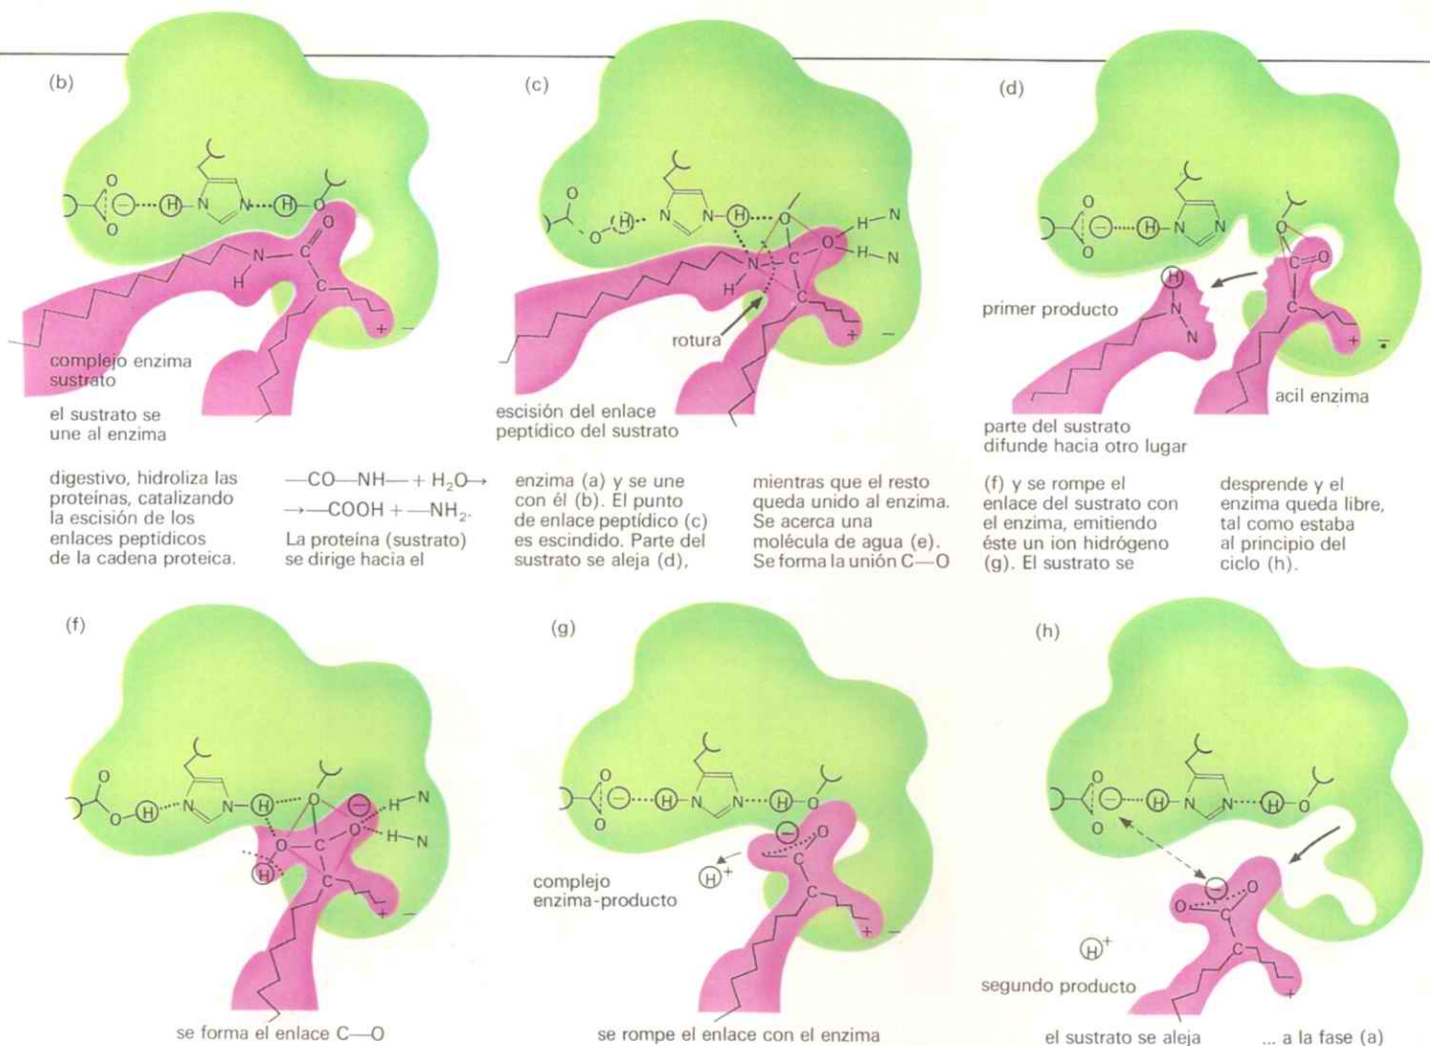 (b)
(c)
(d)
O
O
−
H
N
N
H
O
O
N
C
H
C
+
−
complejo enzima
sustrato
el sustrato se
une al enzima
O
O
H
N
N
H
O
O
H
N
H
N
N
C
H
C
rotura
+
−
escisión del enlace
peptídico del sustrato
O
O
−
H
N
N
O
C
O
H
N
N
primer producto
+
−
acil enzima
parte del sustrato
difunde hacia otro lugar
digestivo, hidroliza las
proteínas, catalizando
la escisión de los
enlaces peptídicos
de la cadena proteica.
—CO—NH— + H₂O→
→—COOH + —NH₂.
La proteína (sustrato)
se dirige hacia el
enzima (a) y se une
con él (b). El punto
de enlace peptídico (c)
es escindido. Parte del
sustrato se aleja (d),
mientras que el resto
queda unido al enzima.
Se acerca una
molécula de agua (e).
Se forma la unión C—O
(f) y se rompe el
enlace del sustrato con
el enzima, emitiendo
éste un ion hidrógeno
(g). El sustrato se
desprende y el
enzima queda libre,
tal como estaba
al principio del
ciclo (h).
(f)
(g)
(h)
O
O
H
N
N
H
O
−
H
N
O
H
N
O
C
H
C
+
−
se forma el enlace C—O
O
O
−
H
N
N
H
O
−
O
C
H⁺
C
complejo
enzima-producto
+
−
se rompe el enlace con el enzima
O
O
−
H
N
N
H
O
−
O
O
C
C
H⁺
segundo producto
+
el sustrato se aleja
... a la fase (a)